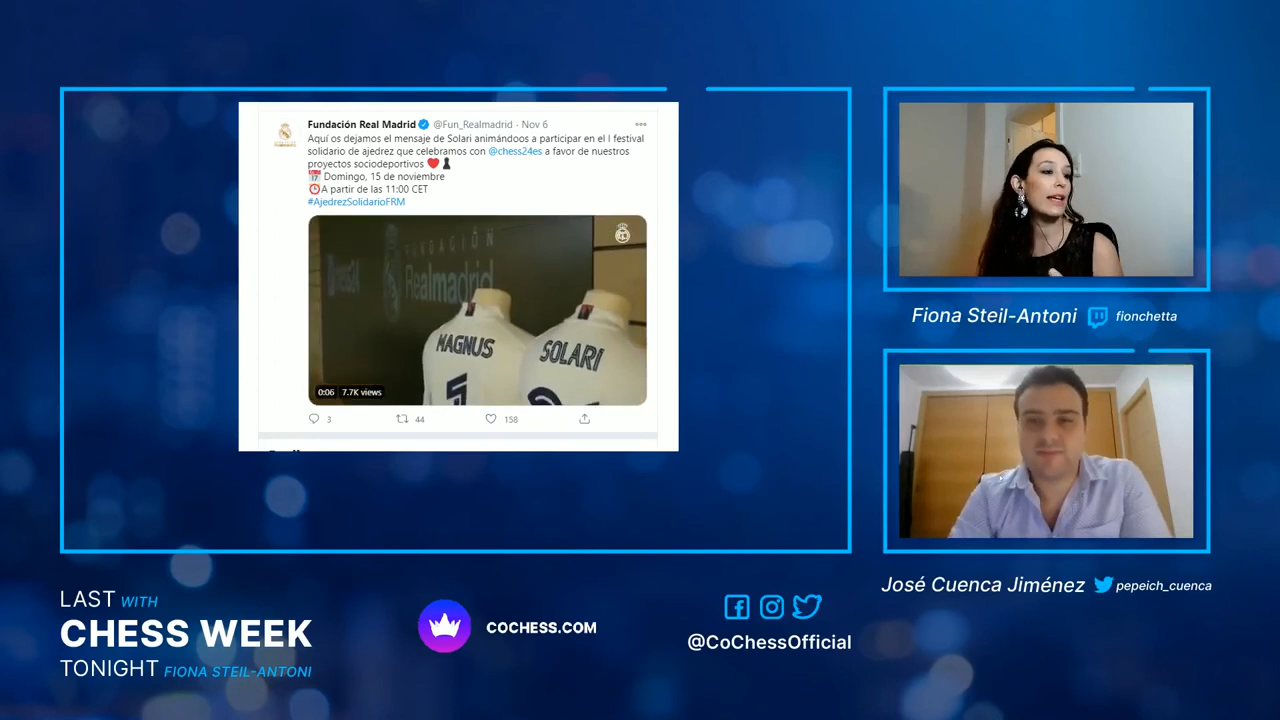 Fundación Real Madrid @Fun_Realmadrid - Nov 6
Aquí os dejamos el mensaje de Solari animándoos a participar en el I festival
solidario de ajedrez que celebramos con @chess24es a favor de nuestros
proyectos sociodeportivos ❤️♟️
📅 Domingo, 15 de noviembre
🕒A partir de las 11:00 CET
#AjedrezSolidarioFRM
FUNDACIÓN
Realmadrid
MAGNUS
SOLARI
0:06 7.7K views
3 44 158
Fiona Steil-Antoni fionchetta
José Cuenca Jiménez pepeich_cuenca
LAST WITH
CHESS WEEK
TONIGHT FIONA STEIL-ANTONI
COCHESS.COM
@CoChessOfficial